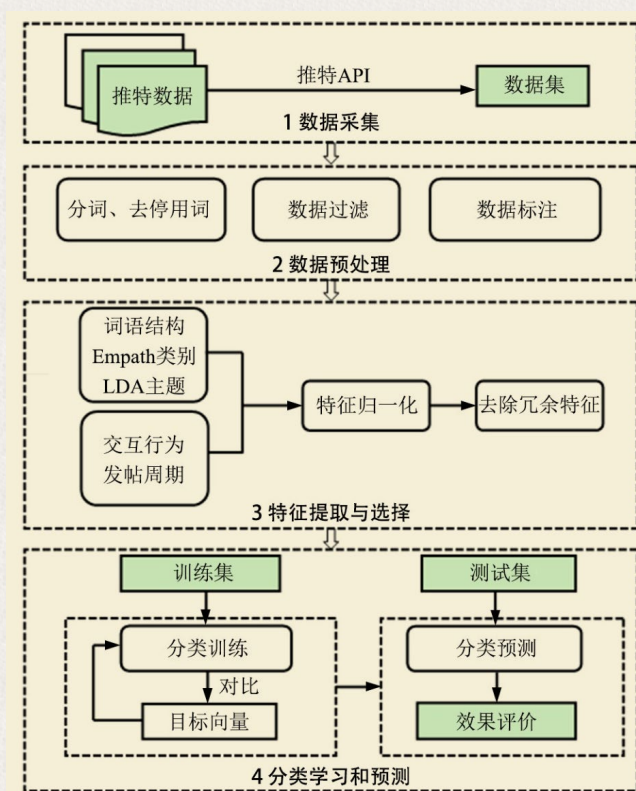 推特数据
推特API
数据集
1 数据采集
分词、去停用词
数据过滤
数据标注
2 数据预处理
词语结构
Empath类别
LDA主题
交互行为
发帖周期
特征归一化
去除冗余特征
3 特征提取与选择
训练集
测试集
分类训练
分类预测
对比
目标向量
效果评价
4 分类学习和预测